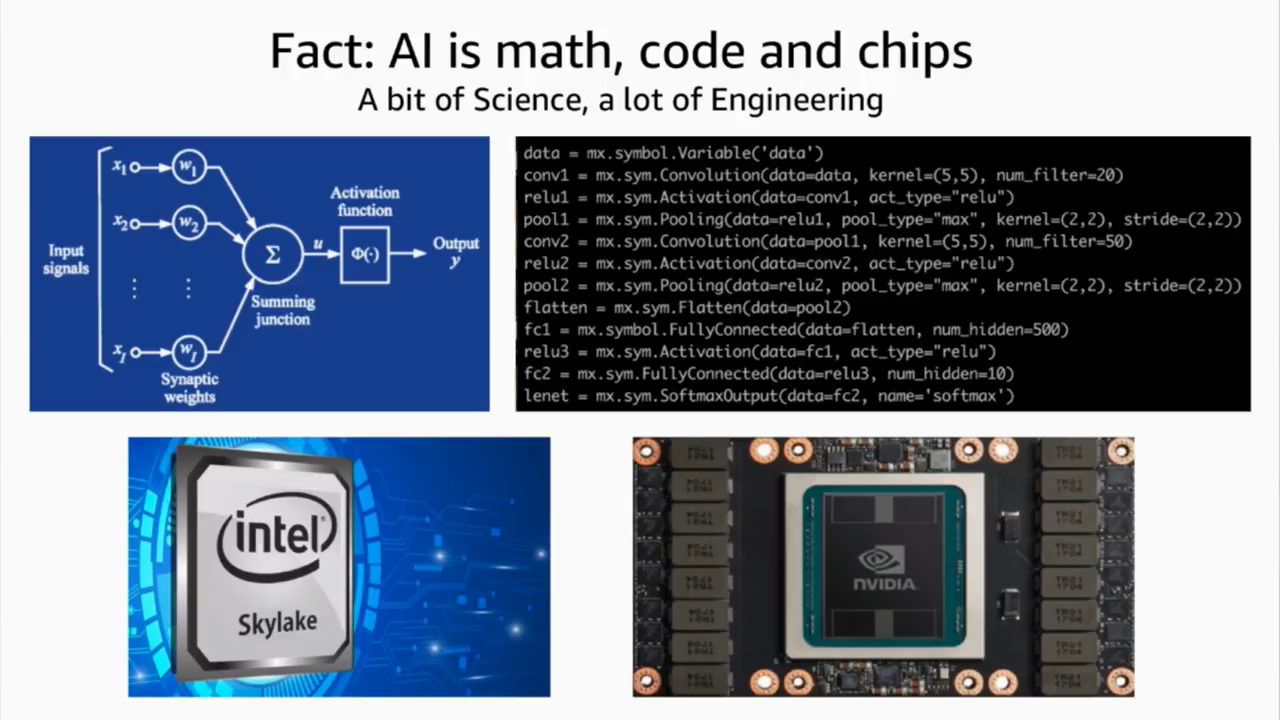 Fact: AI is math, code and chips
A bit of Science, a lot of Engineering
x1
w1
x2
w2
Input
signals
Σ
Summing
junction
u
Activation
function
Φ(·)
Output
y
xI
wI
Synaptic
weights
data = mx.symbol.Variable('data')
conv1 = mx.sym.Convolution(data=data, kernel=(5,5), num_filter=20)
relu1 = mx.sym.Activation(data=conv1, act_type="relu")
pool1 = mx.sym.Pooling(data=relu1, pool_type="max", kernel=(2,2), stride=(2,2))
conv2 = mx.sym.Convolution(data=pool1, kernel=(5,5), num_filter=50)
relu2 = mx.sym.Activation(data=conv2, act_type="relu")
pool2 = mx.sym.Pooling(data=relu2, pool_type="max", kernel=(2,2), stride=(2,2))
flatten = mx.sym.Flatten(data=pool2)
fc1 = mx.symbol.FullyConnected(data=flatten, num_hidden=500)
relu3 = mx.sym.Activation(data=fc1, act_type="relu")
fc2 = mx.sym.FullyConnected(data=relu3, num_hidden=10)
lenet = mx.sym.SoftmaxOutput(data=fc2, name='softmax')
intel®
Skylake
NVIDIA